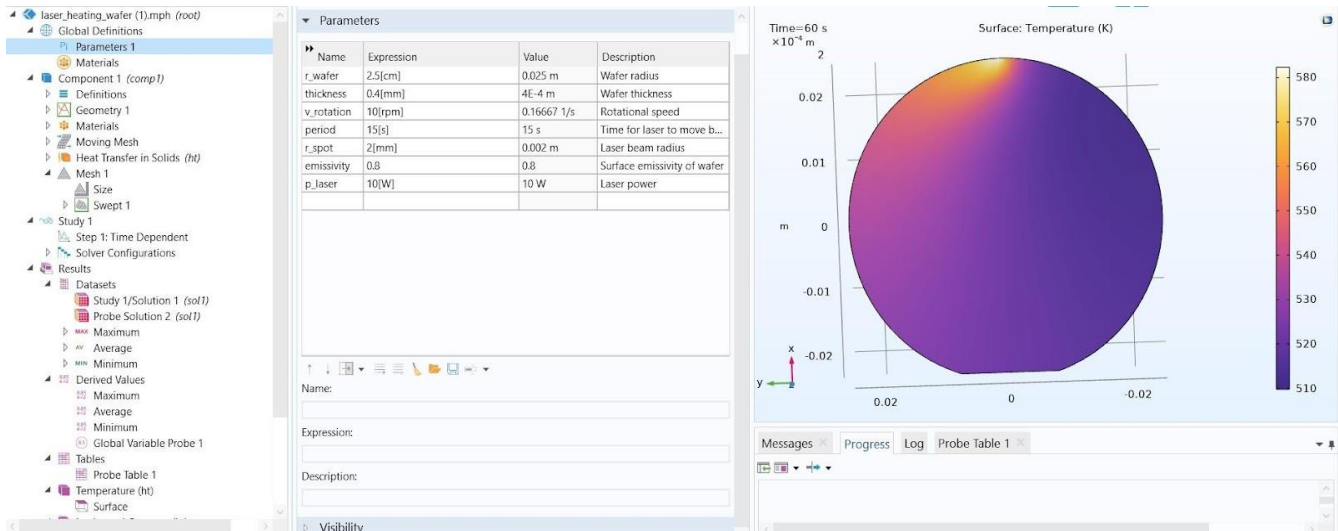 laser_heating_wafer (1).mph (root)
Global Definitions
Pi Parameters 1
Materials
Component 1 (comp1)
Definitions
Geometry 1
Materials
Moving Mesh
Heat Transfer in Solids (ht)
Mesh 1
Size
Swept 1
Study 1
Step 1: Time Dependent
Solver Configurations
Results
Datasets
Study 1/Solution 1 (sol1)
Probe Solution 2 (sol1)
MAX Maximum
AV Average
MIN Minimum
Derived Values
Maximum
Average
Minimum
Global Variable Probe 1
Tables
Probe Table 1
Temperature (ht)
Surface
Parameters
Name Expression Value Description
r_wafer 2.5[cm] 0.025 m Wafer radius
thickness 0.4[mm] 4E-4 m Wafer thickness
v_rotation 10[rpm] 0.16667 1/s Rotational speed
period 15[s] 15 s Time for laser to move b...
r_spot 2[mm] 0.002 m Laser beam radius
emissivity 0.8 0.8 Surface emissivity of wafer
p_laser 10[W] 10 W Laser power
Name:
Expression:
Description:
Visibility
Time=60 s Surface: Temperature (K)
×10⁻⁴ m
2
0.02
0.01
m 0
-0.01
-0.02
x
y
z
0.02 0 -0.02
580
570
560
550
540
530
520
510
Messages Progress Log Probe Table 1